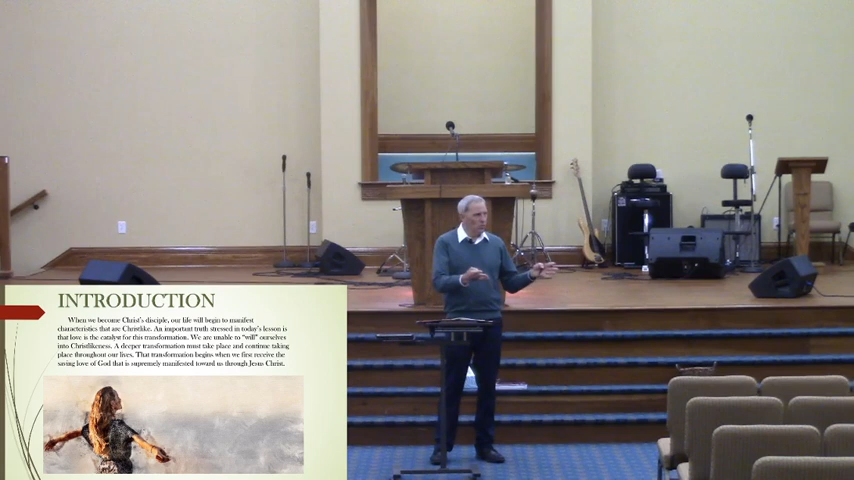 INTRODUCTION
When we become Christ's disciple, our life will begin to manifest
characteristics that are Christlike. An important truth stressed in today's lesson is
that love is the catalyst for this transformation. We are unable to "will" ourselves
into Christlikeness. A deeper transformation must take place and continue taking
place throughout our lives. That transformation begins when we first receive the
saving love of God that is supremely manifested toward us through Jesus Christ.